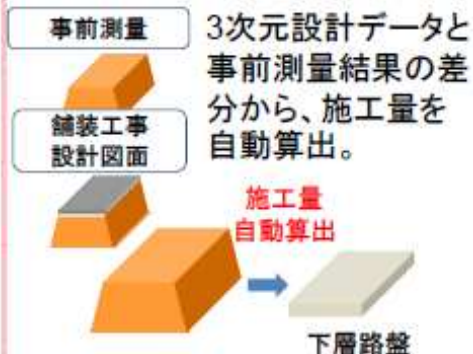 事前測量
3次元設計データと
事前測量結果の差
分から、施工量を
自動算出。
舗装工事
設計図面
施工量
自動算出
下層路盤